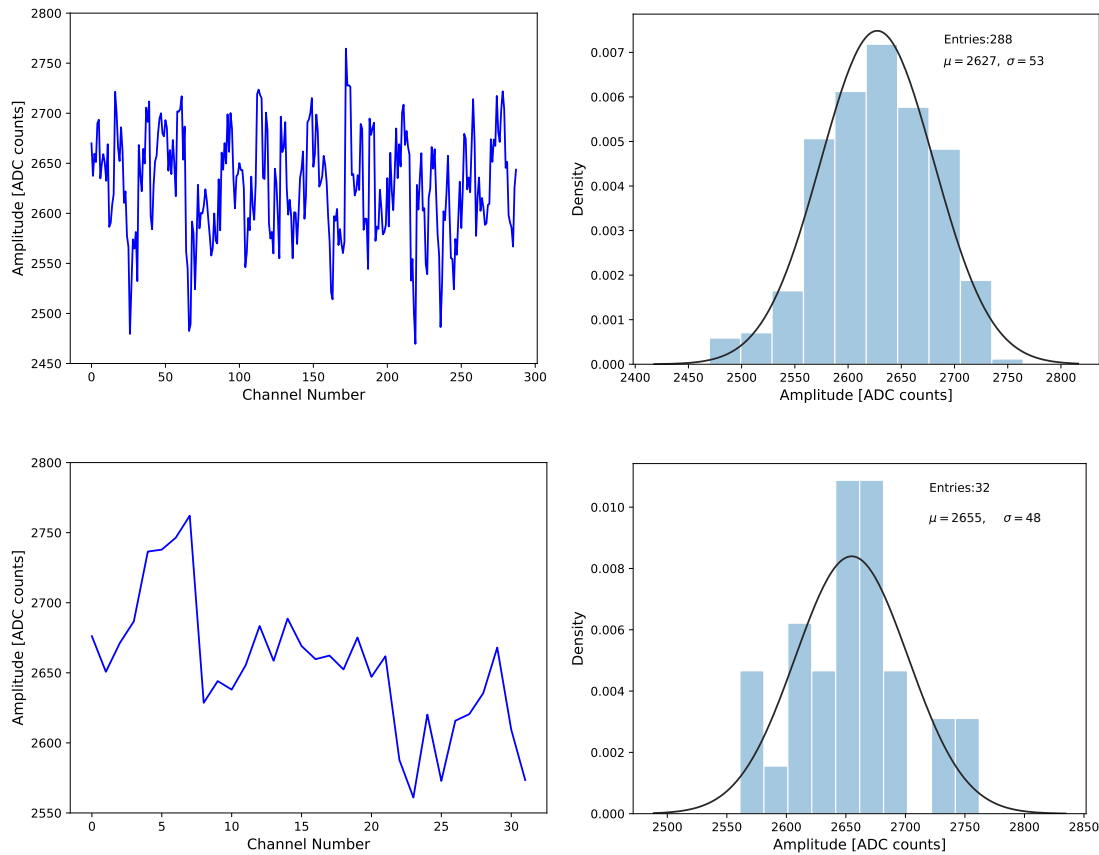 2800
2750
2700
2650
2600
2550
2500
2450
0 50 100 150 200 250 300
Channel Number
Amplitude [ADC counts]
0.007
0.006
0.005
0.004
0.003
0.002
0.001
0.000
2400 2450 2500 2550 2600 2650 2700 2750 2800
Amplitude [ADC counts]
Density
Entries:288
μ = 2627, σ = 53
2800
2750
2700
2650
2600
2550
0 5 10 15 20 25 30
Channel Number
Amplitude [ADC counts]
0.010
0.008
0.006
0.004
0.002
0.000
2500 2550 2600 2650 2700 2750 2800 2850
Amplitude [ADC counts]
Density
Entries:32
μ = 2655, σ = 48